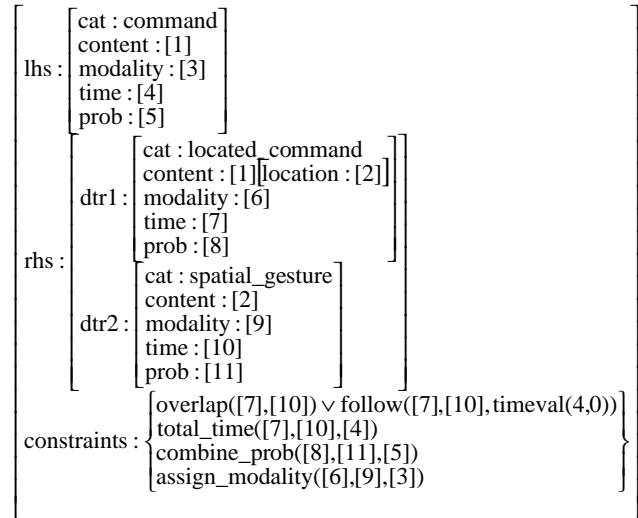 cat : command
content : [1]
lhs : modality : [3]
time : [4]
prob : [5]
cat : located_command
content : [1][location : [2]]
dtr1 : modality : [6]
time : [7]
prob : [8]
rhs :
cat : spatial_gesture
content : [2]
dtr2 : modality : [9]
time : [10]
prob : [11]
overlap([7],[10]) ∨ follow([7],[10],timeval(4,0))
constraints : total_time([7],[10],[4])
combine_prob([8],[11],[5])
assign_modality([6],[9],[3])